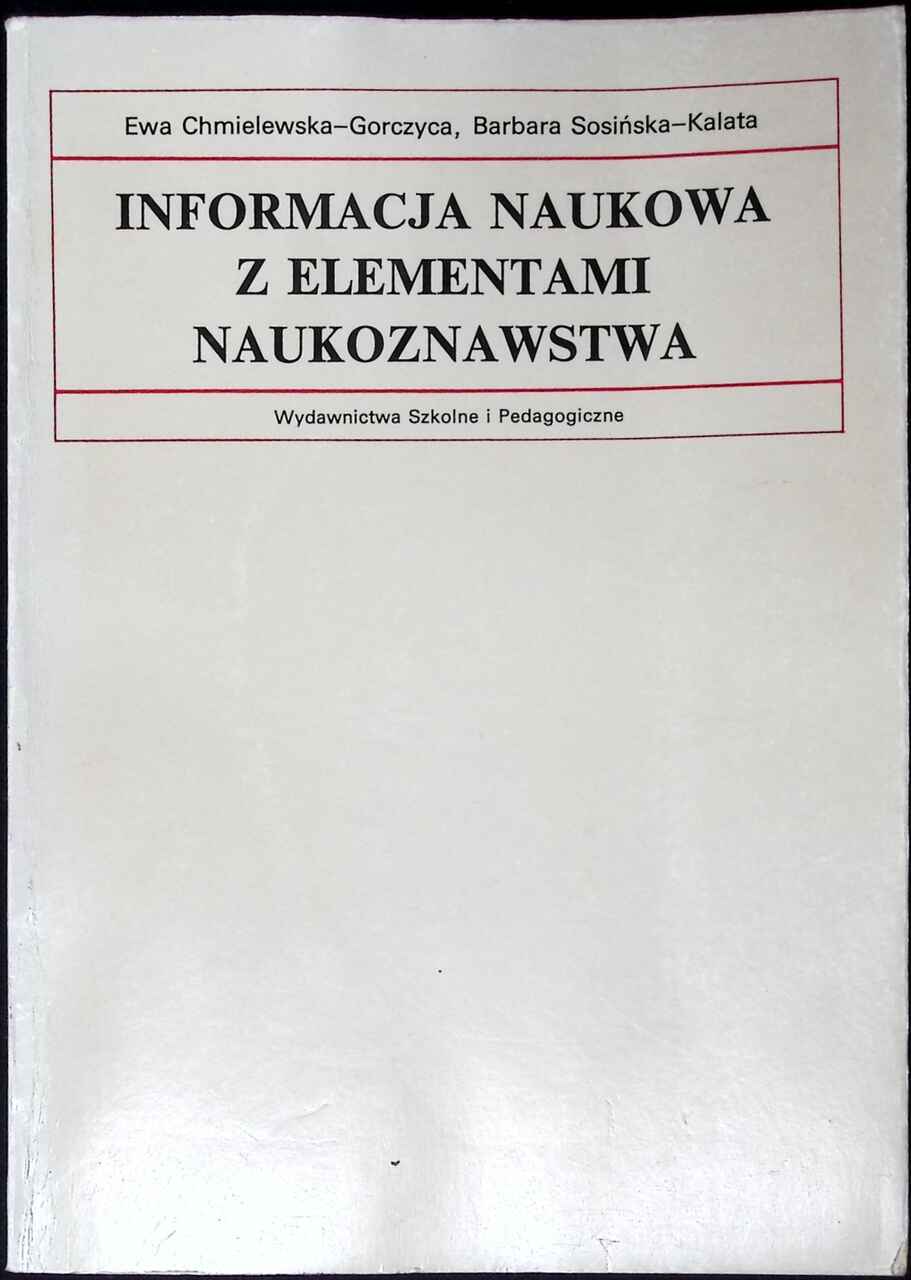 Ewa Chmielewska–Gorczyca, Barbara Sosińska–Kalata
INFORMACJA NAUKOWA
Z ELEMENTAMI
NAUKOZNAWSTWA
Wydawnictwa Szkolne i Pedagogiczne